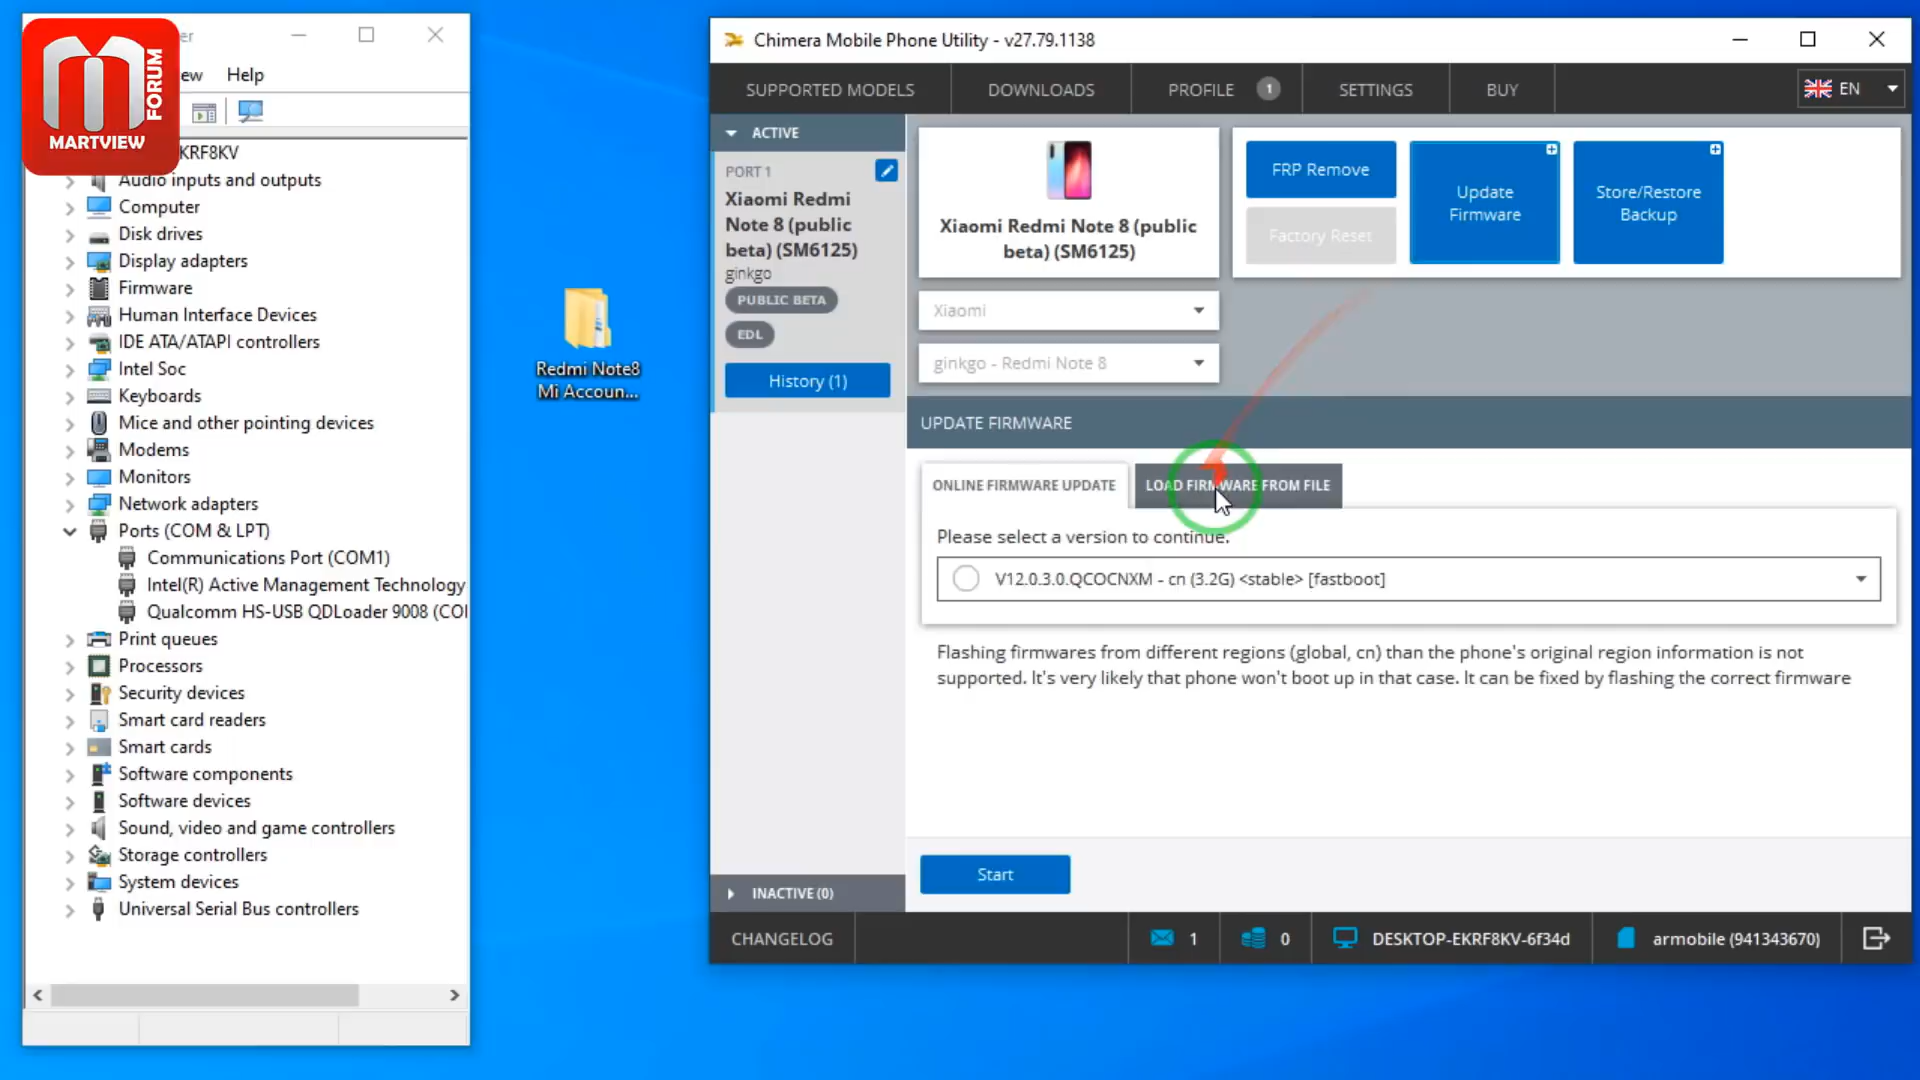 FORUM
MARTVIEW
er
ew Help
KRF8KV
Audio inputs and outputs
Computer
Disk drives
Display adapters
Firmware
Human Interface Devices
IDE ATA/ATAPI controllers
Intel Soc
Keyboards
Mice and other pointing devices
Modems
Monitors
Network adapters
Ports (COM & LPT)
Communications Port (COM1)
Intel(R) Active Management Technology
Qualcomm HS-USB QDLoader 9008 (COI
Print queues
Processors
Security devices
Smart card readers
Smart cards
Software components
Software devices
Sound, video and game controllers
Storage controllers
System devices
Universal Serial Bus controllers
Redmi Note8
Mi Accoun...
Chimera Mobile Phone Utility - v27.79.1138
SUPPORTED MODELS DOWNLOADS PROFILE 1 SETTINGS BUY EN
ACTIVE
PORT 1
Xiaomi Redmi
Note 8 (public
beta) (SM6125)
ginkgo
PUBLIC BETA
EDL
History (1)
Xiaomi Redmi Note 8 (public
beta) (SM6125)
FRP Remove
Factory Reset
Update
Firmware
Store/Restore
Backup
Xiaomi
ginkgo - Redmi Note 8
UPDATE FIRMWARE
ONLINE FIRMWARE UPDATE LOAD FIRMWARE FROM FILE
Please select a version to continue.
V12.0.3.0.QCOCNXM - cn (3.2G) <stable> [fastboot]
Flashing firmwares from different regions (global, cn) than the phone's original region information is not
supported. It's very likely that phone won't boot up in that case. It can be fixed by flashing the correct firmware
Start
INACTIVE (0)
CHANGELOG 1 0 DESKTOP-EKRF8KV-6f34d armobile (941343670)